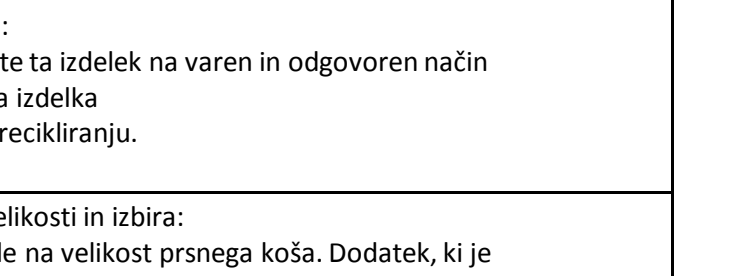 :
te ta izdelek na varen in odgovoren način
a izdelka
recikliranju.
elikosti in izbira:
le na velikost prsnega koša. Dodatek, ki je